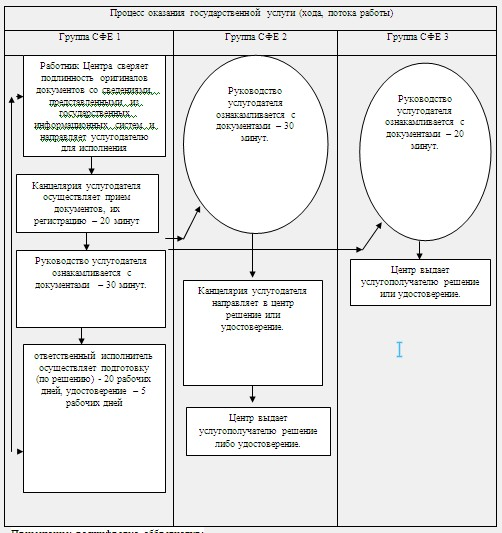 Процесс оказания государственной услуги (хода, потока работы)
Группа СФЕ 1
Группа СФЕ 2
Группа СФЕ 3
Работник Центра сверяет
подлинность оригиналов
документов со сведениями,
представленными из
государственных
информационных систем и
направляет услугодателю
для исполнения
Канцелярия услугодателя
осуществляет прием
документов, их
регистрацию – 20 минут
Руководство услугодателя
ознакамливается с
документами – 30 минут.
ответственный исполнитель
осуществляет подготовку
(по решению) - 20 рабочих
дней, удостоверение – 5
рабочих дней
Руководство
услугодателя
ознакамливается с
документами – 30
минут.
Канцелярия услугодателя
направляет в центр
решение или
удостоверение.
Центр выдает
услугополучателю решение
либо удостоверение.
Руководство
услугодателя
ознакамливается с
документами – 20
минут.
Центр выдает
услугополучателю решение
или удостоверение.